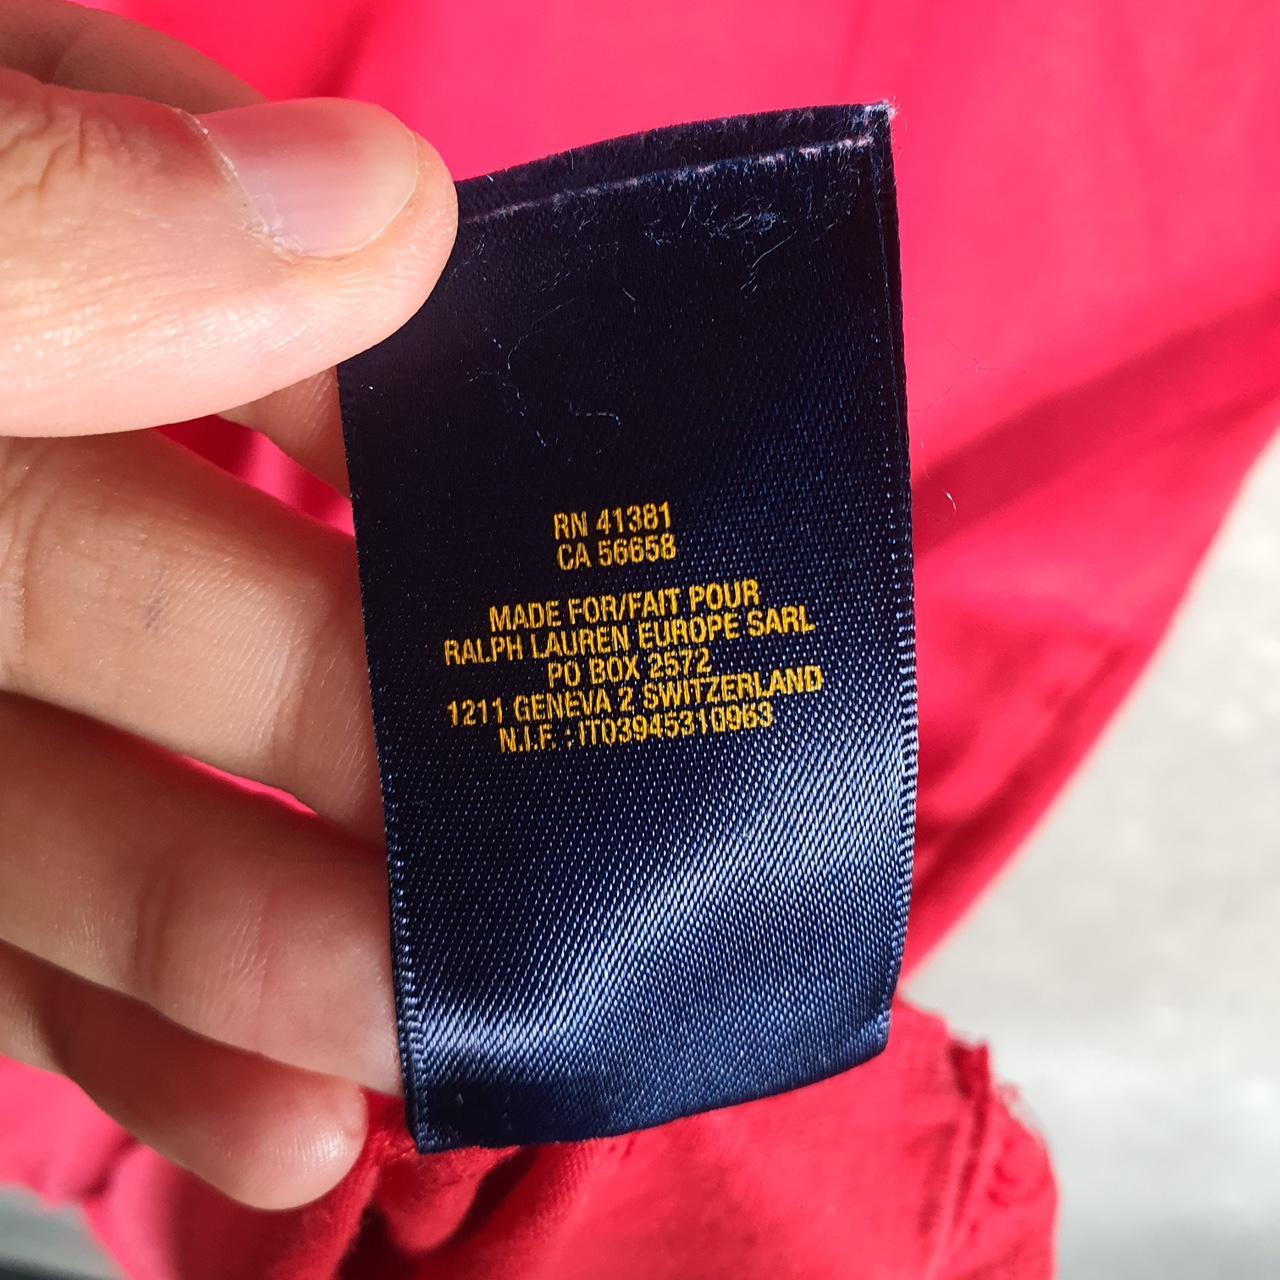 RN 41381
CA 56658
MADE FOR/FAIT POUR
RALPH LAUREN EUROPE SARL
PO BOX 2572
1211 GENEVA 2 SWITZERLAND
N.I.F. : IT03945310963